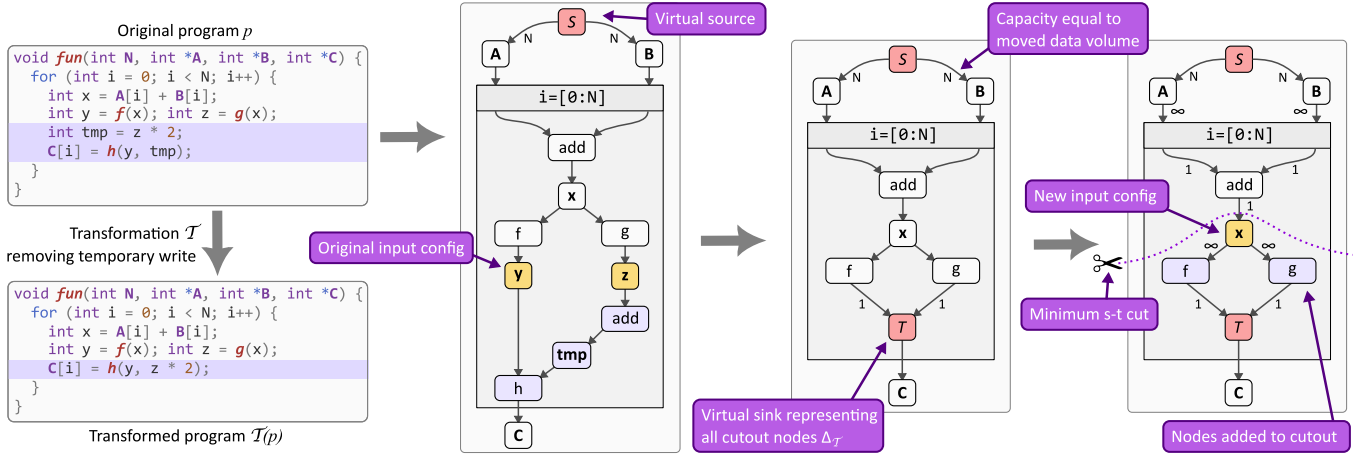 Original program p
void fun(int N, int *A, int *B, int *C) {
for (int i = 0; i < N; i++) {
int x = A[i] + B[i];
int y = f(x); int z = g(x);
int tmp = z * 2;
C[i] = h(y, tmp);
}
}
Transformation 𝒯
removing temporary write
void fun(int N, int *A, int *B, int *C) {
for (int i = 0; i < N; i++) {
int x = A[i] + B[i];
int y = f(x); int z = g(x);
C[i] = h(y, z * 2);
}
}
Transformed program 𝒯(p)
S
Virtual source
N
N
A
B
i=[0:N]
add
x
f
g
Original input config
y
z
add
tmp
h
C
S
Capacity equal to
moved data volume
N
N
A
B
i=[0:N]
add
x
f
g
1
1
T
Virtual sink representing
all cutout nodes Δ𝒯
C
S
N
N
A
B
∞
∞
i=[0:N]
1
1
add
New input config
1
x
∞
∞
f
g
Minimum s-t cut
1
1
T
C
Nodes added to cutout